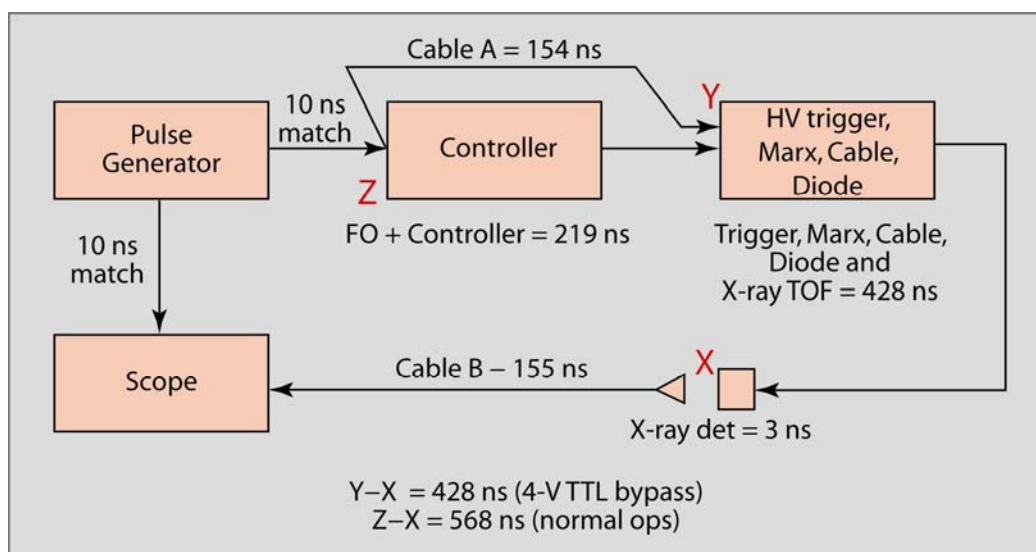 Cable A = 154 ns
Y
10 ns
match
Pulse
Generator
Controller
HV trigger,
Marx, Cable,
Diode
Z
FO + Controller = 219 ns
Trigger, Marx, Cable,
Diode and
X-ray TOF = 428 ns
10 ns
match
Scope
Cable B – 155 ns
X
X-ray det = 3 ns
Y–X = 428 ns (4-V TTL bypass)
Z–X = 568 ns (normal ops)